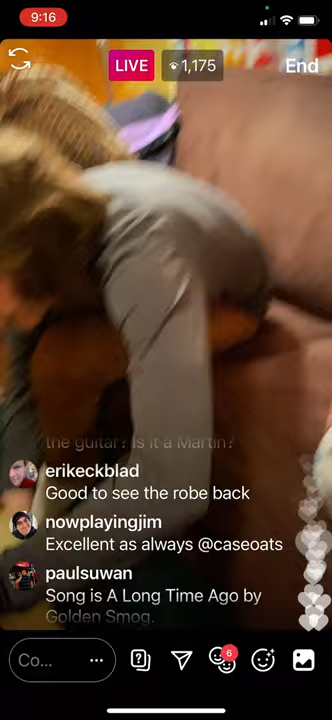 9:16
LIVE
1,175
End
the guitar? Is it a Martin?
erikeckblad
Good to see the robe back
nowplayingjim
Excellent as always @caseoats
paulsuwan
Song is A Long Time Ago by
Golden Smog.
Co...
6